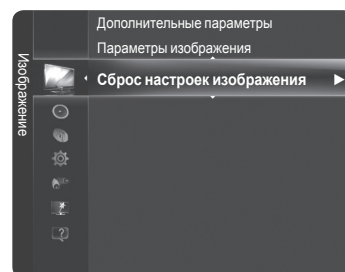 Изображение
Дополнительные параметры
Параметры изображения
Сброс настроек изображения